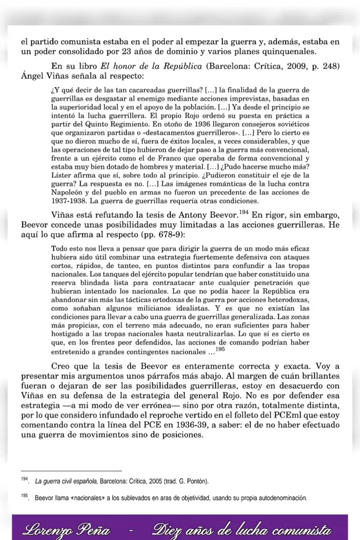 el partido comunista estaba en el poder al empezar la guerra y, además, estaba en
un poder consolidado por 23 años de dominio y varios planes quinquenales.
En su libro El honor de la República (Barcelona: Crítica, 2009, p. 248)
Ángel Viñas señala al respecto:
¿Y qué decir de las tan cacareadas guerrillas? […] la finalidad de la guerra de
guerrillas es desgastar al enemigo mediante acciones imprevistas, basadas en
la superioridad local y en el apoyo de la población. […] Ya desde el principio se
intentó la lucha guerrillera. El propio Rojo ordenó su puesta en práctica a
partir del Quinto Regimiento. En otoño de 1936 llegaron consejeros soviéticos
que organizaron partidas o «destacamentos guerrilleros». […] Pero lo cierto es
que no dieron mucho de sí, fuera de éxitos locales, a veces considerables, y que
las operaciones de tal tipo hubieron de dejar paso a la guerra más convencional,
frente a un ejército como el de Franco que operaba de forma convencional y
estaba muy bien dotado de hombres y material. […] ¿Pudo hacerse mucho más?
Líster afirma que sí, sobre todo al principio. ¿Pudieron constituir el eje de la
guerra? La respuesta es no. […] Las imágenes románticas de la lucha contra
Napoleón y del pueblo en armas no fueron un precedente de las acciones de
1937-1938. La guerra de guerrillas requería otras condiciones.
Viñas está refutando la tesis de Antony Beevor.194 En rigor, sin embargo,
Beevor concede unas posibilidades muy limitadas a las acciones guerrilleras. He
aquí lo que afirma al respecto (pp. 678-9):
Todo esto nos lleva a pensar que para dirigir la guerra de un modo más eficaz
hubiera sido útil combinar una estrategia fuertemente defensiva con ataques
cortos, rápidos, de tanteo, en puntos distintos para confundir a las tropas
nacionales. Los tanques del ejército popular tendrían que haber constituido una
reserva blindada lista para contraatacar ante cualquier penetración que
hubieran intentado los nacionales. Lo que no podía hacer la República era
abandonar sin más las tácticas ortodoxas de la guerra por acciones heterodoxas,
como soñaban algunos milicianos idealistas. Y es que no existían las
condiciones para llevar a cabo una guerra de guerrillas generalizada. Las zonas
más propicias, con el terreno más adecuado, no eran suficientes para haber
hostigado a las tropas nacionales hasta neutralizarlas. Lo que sí es cierto es
que, en los frentes peor defendidos, las acciones de comando podrían haber
entretenido a grandes contingentes nacionales …195
Creo que la tesis de Beevor es enteramente correcta y exacta. Voy a
presentar mis argumentos unos párrafos más abajo. Al margen de cuán brillantes
fueran o dejaran de ser las posibilidades guerrilleras, estoy en desacuerdo con
Viñas en su defensa de la estrategia del general Rojo. No es por defender esa
estrategia —a mi modo de ver errónea— sino por otra razón, totalmente distinta,
por lo que considero infundado el reproche vertido en el folleto del PCEml que estoy
comentando contra la línea del PCE en 1936-39, a saber: el de no haber efectuado
una guerra de movimientos sino de posiciones.
194. La guerra civil española, Barcelona: Crítica, 2005 (trad. G. Pontón).
195. Beevor llama «nacionales» a los sublevados en aras de objetividad, usando su propia autodenominación.
Lorenzo Peña - Diez años de lucha comunista